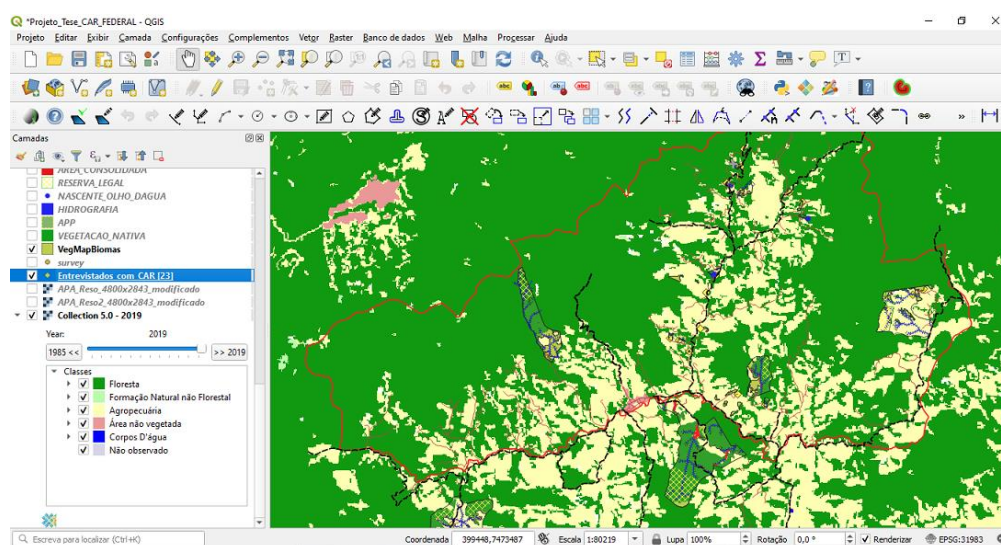 *Projeto_Tese_CAR_FEDERAL - QGIS
Projeto Editar Exibir Camada Configurações Complementos Vetor Raster Banco de dados Web Malha Processar Ajuda
Camadas
AREA_CONSOLIDADA
RESERVA_LEGAL
NASCENTE_OLHO_DAGUA
HIDROGRAFIA
APP
VEGETACAO_NATIVA
VegMapBiomas
survey
Entrevistados com CAR [23]
APA_Reso_4800x2843_modificado
APA_Reso2_4800x2843_modificado
Collection 5.0 - 2019
Year: 2019
1985 << >> 2019
Classes
Floresta
Formação Natural não Florestal
Agropecuária
Área não vegetada
Corpos D'água
Não observado
Escreva para localizar (Ctrl+K) Coordenada 399448,7473487 Escala 1:80219 Lupa 100% Rotação 0,0 ° Renderizar EPSG:31983